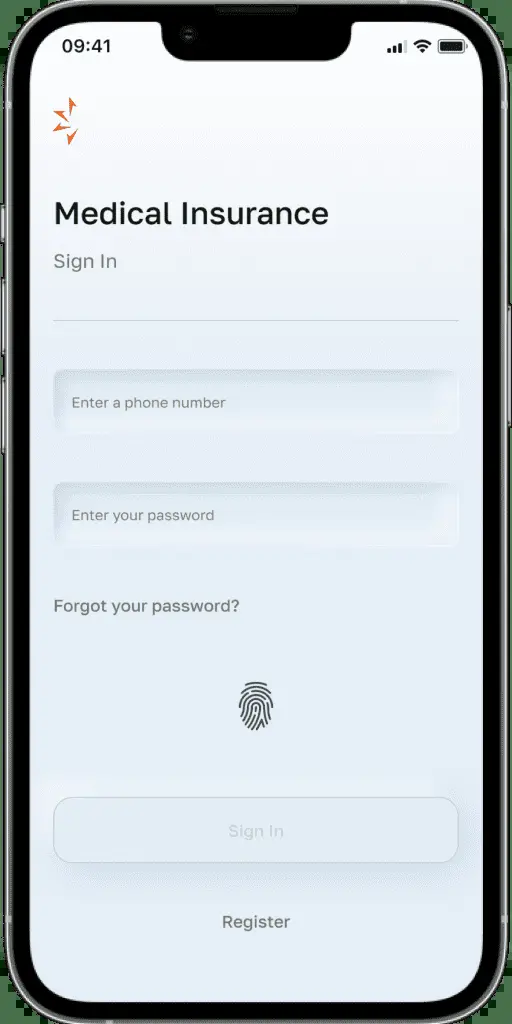 09:41
Medical Insurance
Sign In
Enter a phone number
Enter your password
Forgot your password?
Sign In
Register